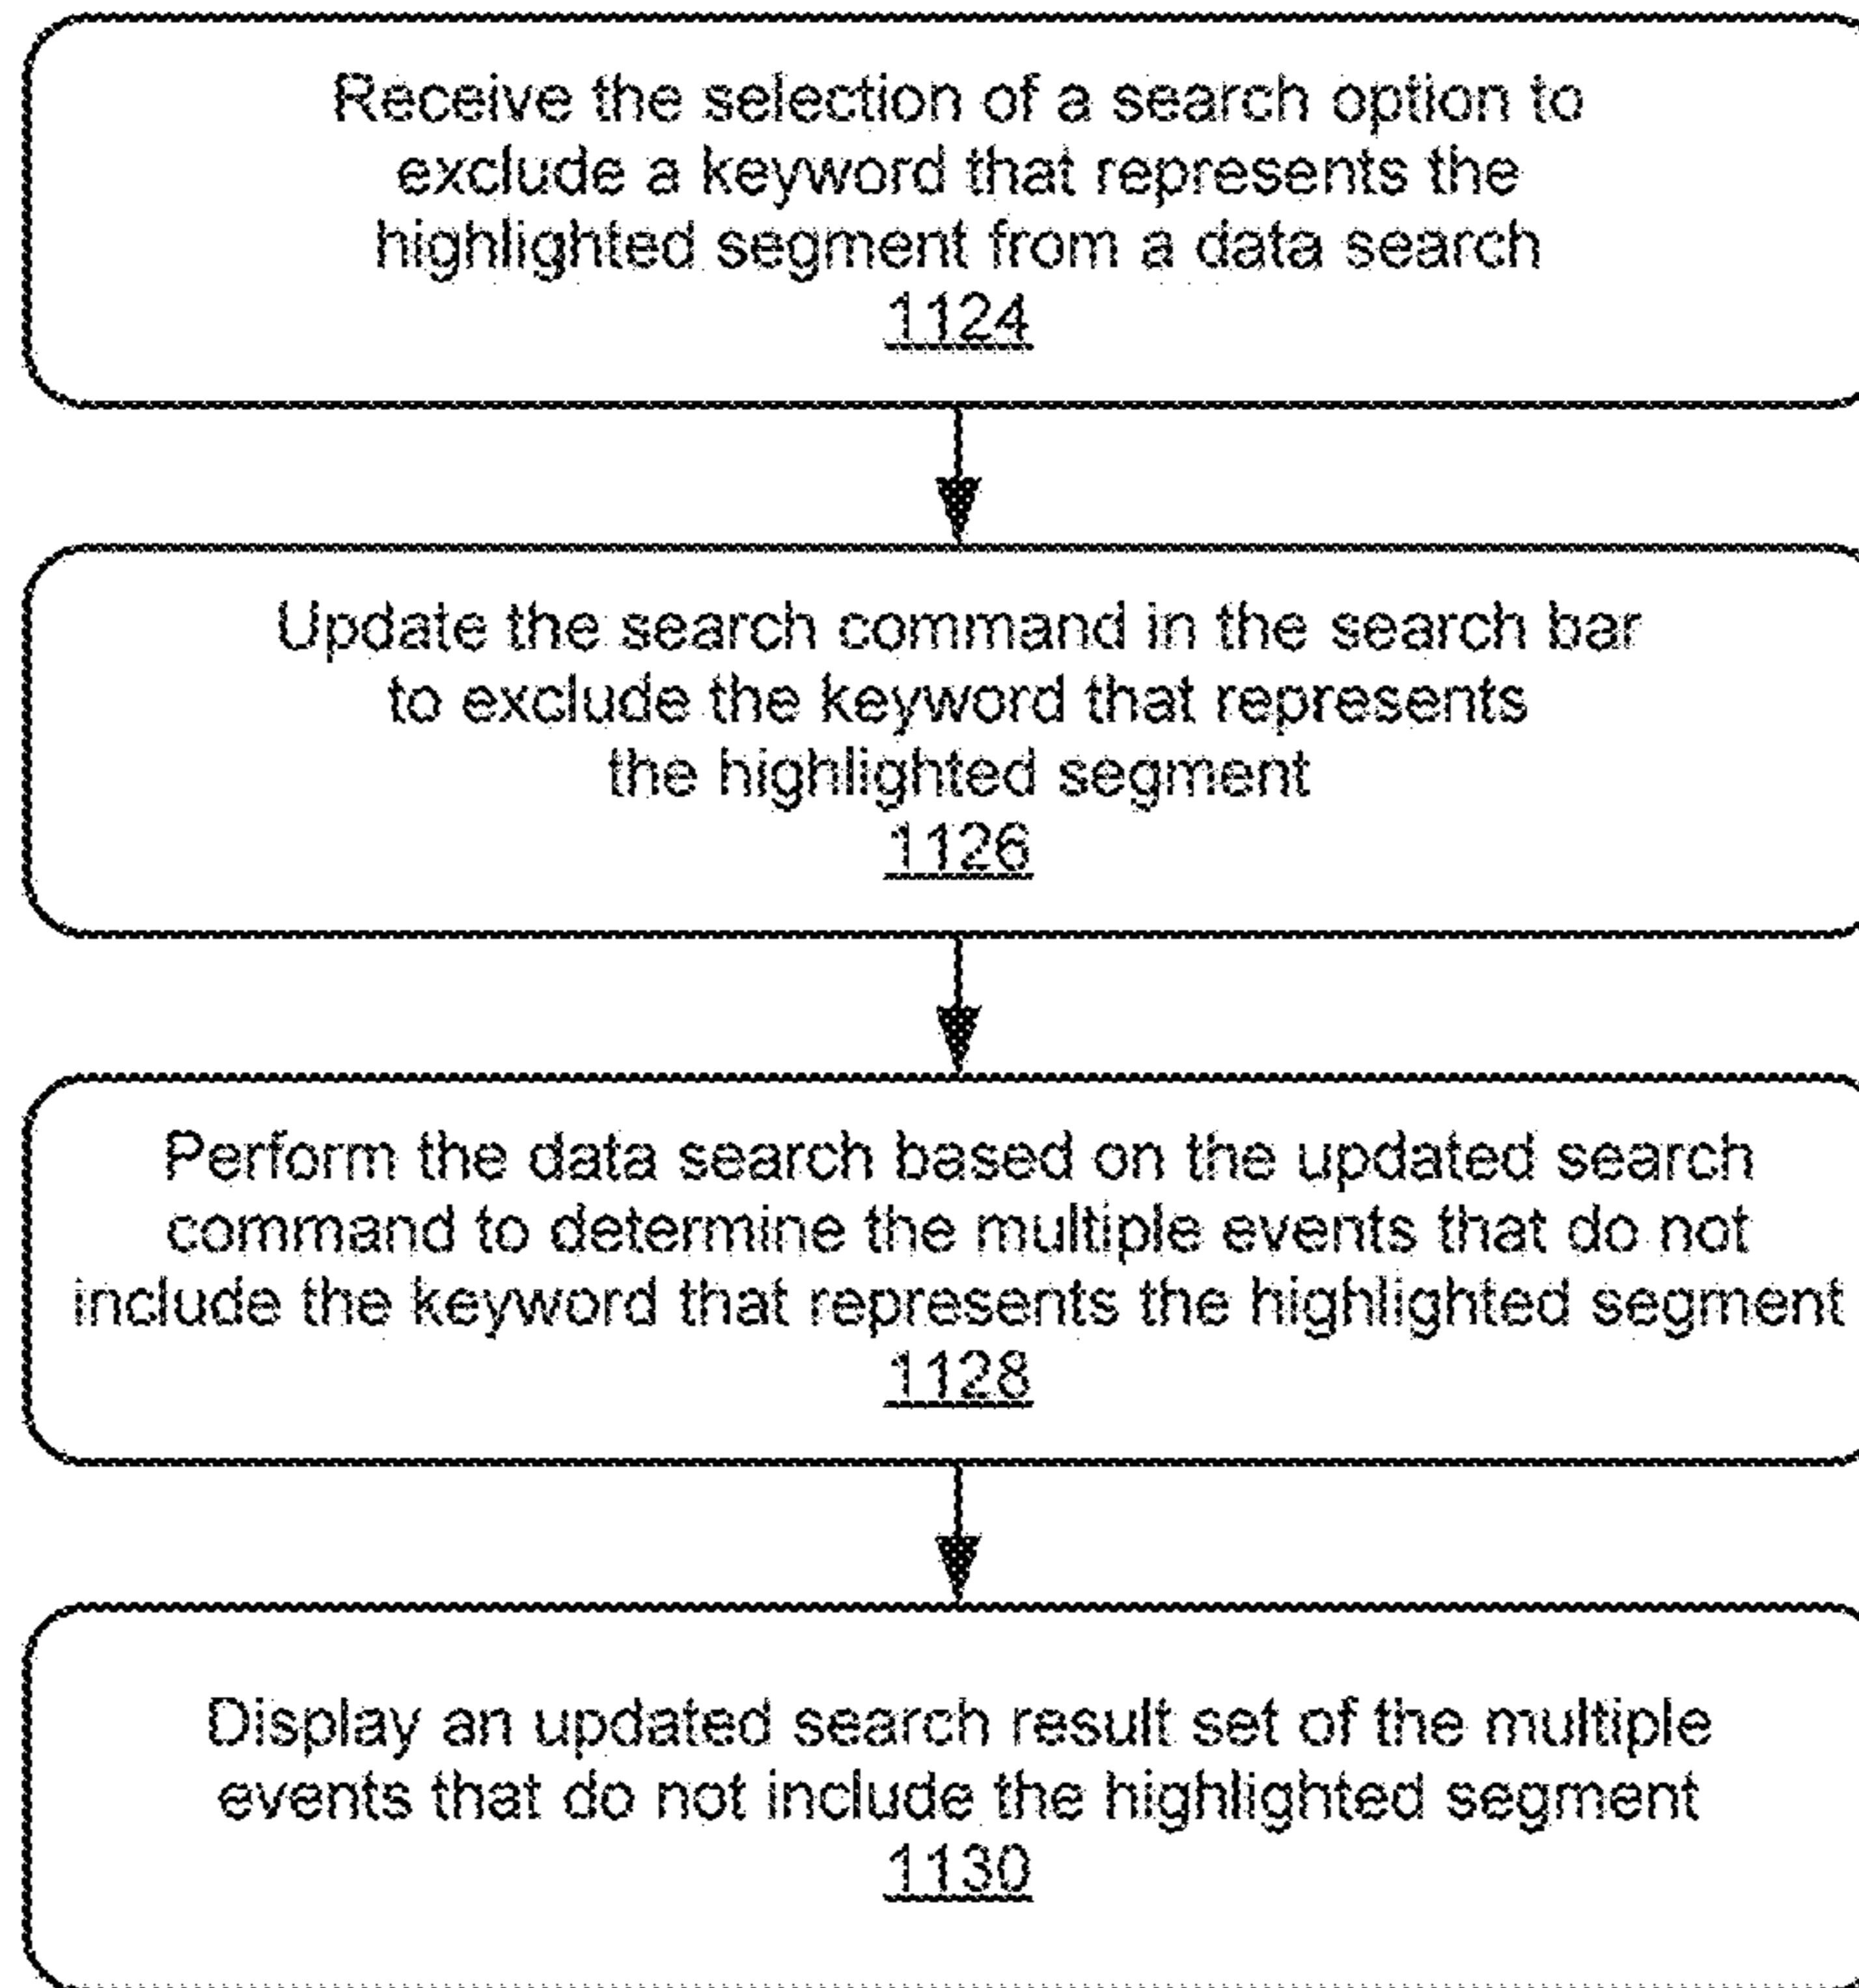 Receive the selection of a search option to
exclude a keyword that represents the
highlighted segment from a data search
1124
Update the search command in the search bar
to exclude the keyword that represents
the highlighted segment
1126
Perform the data search based on the updated search
command to determine the multiple events that do not
include the keyword that represents the highlighted segment
1128
Display an updated search result set of the multiple
events that do not include the highlighted segment
1130